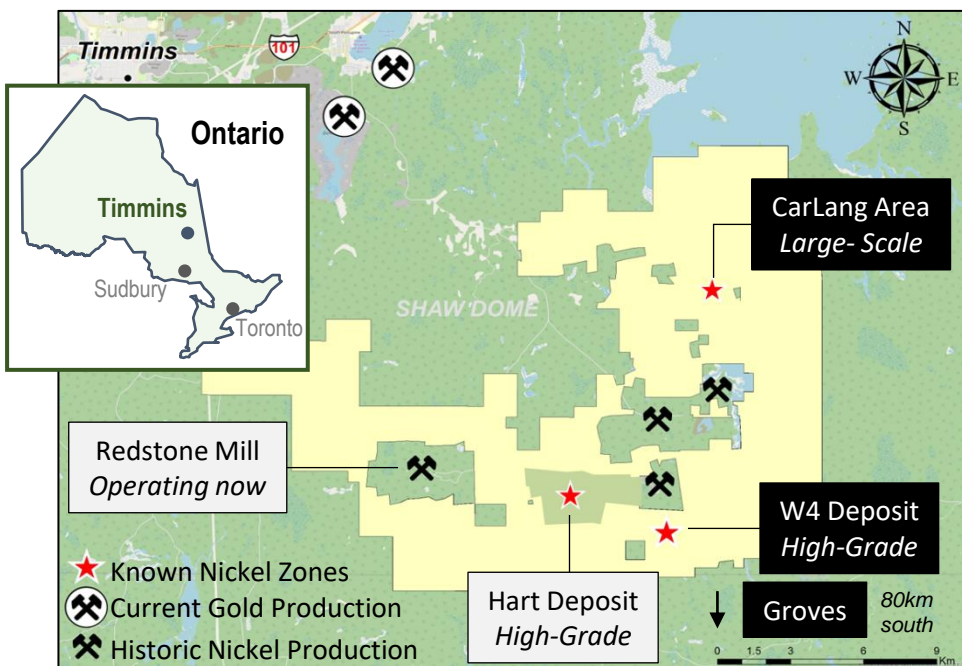 Timmins
101
N
W E
S
Ontario
Timmins
Sudbury
Toronto
CarLang Area
Large- Scale
SHAW DOME
Redstone Mill
Operating now
W4 Deposit
High-Grade
Hart Deposit
High-Grade
Known Nickel Zones
Current Gold Production
Historic Nickel Production
Groves
80km
south
0 1.5 3 6 9
Km